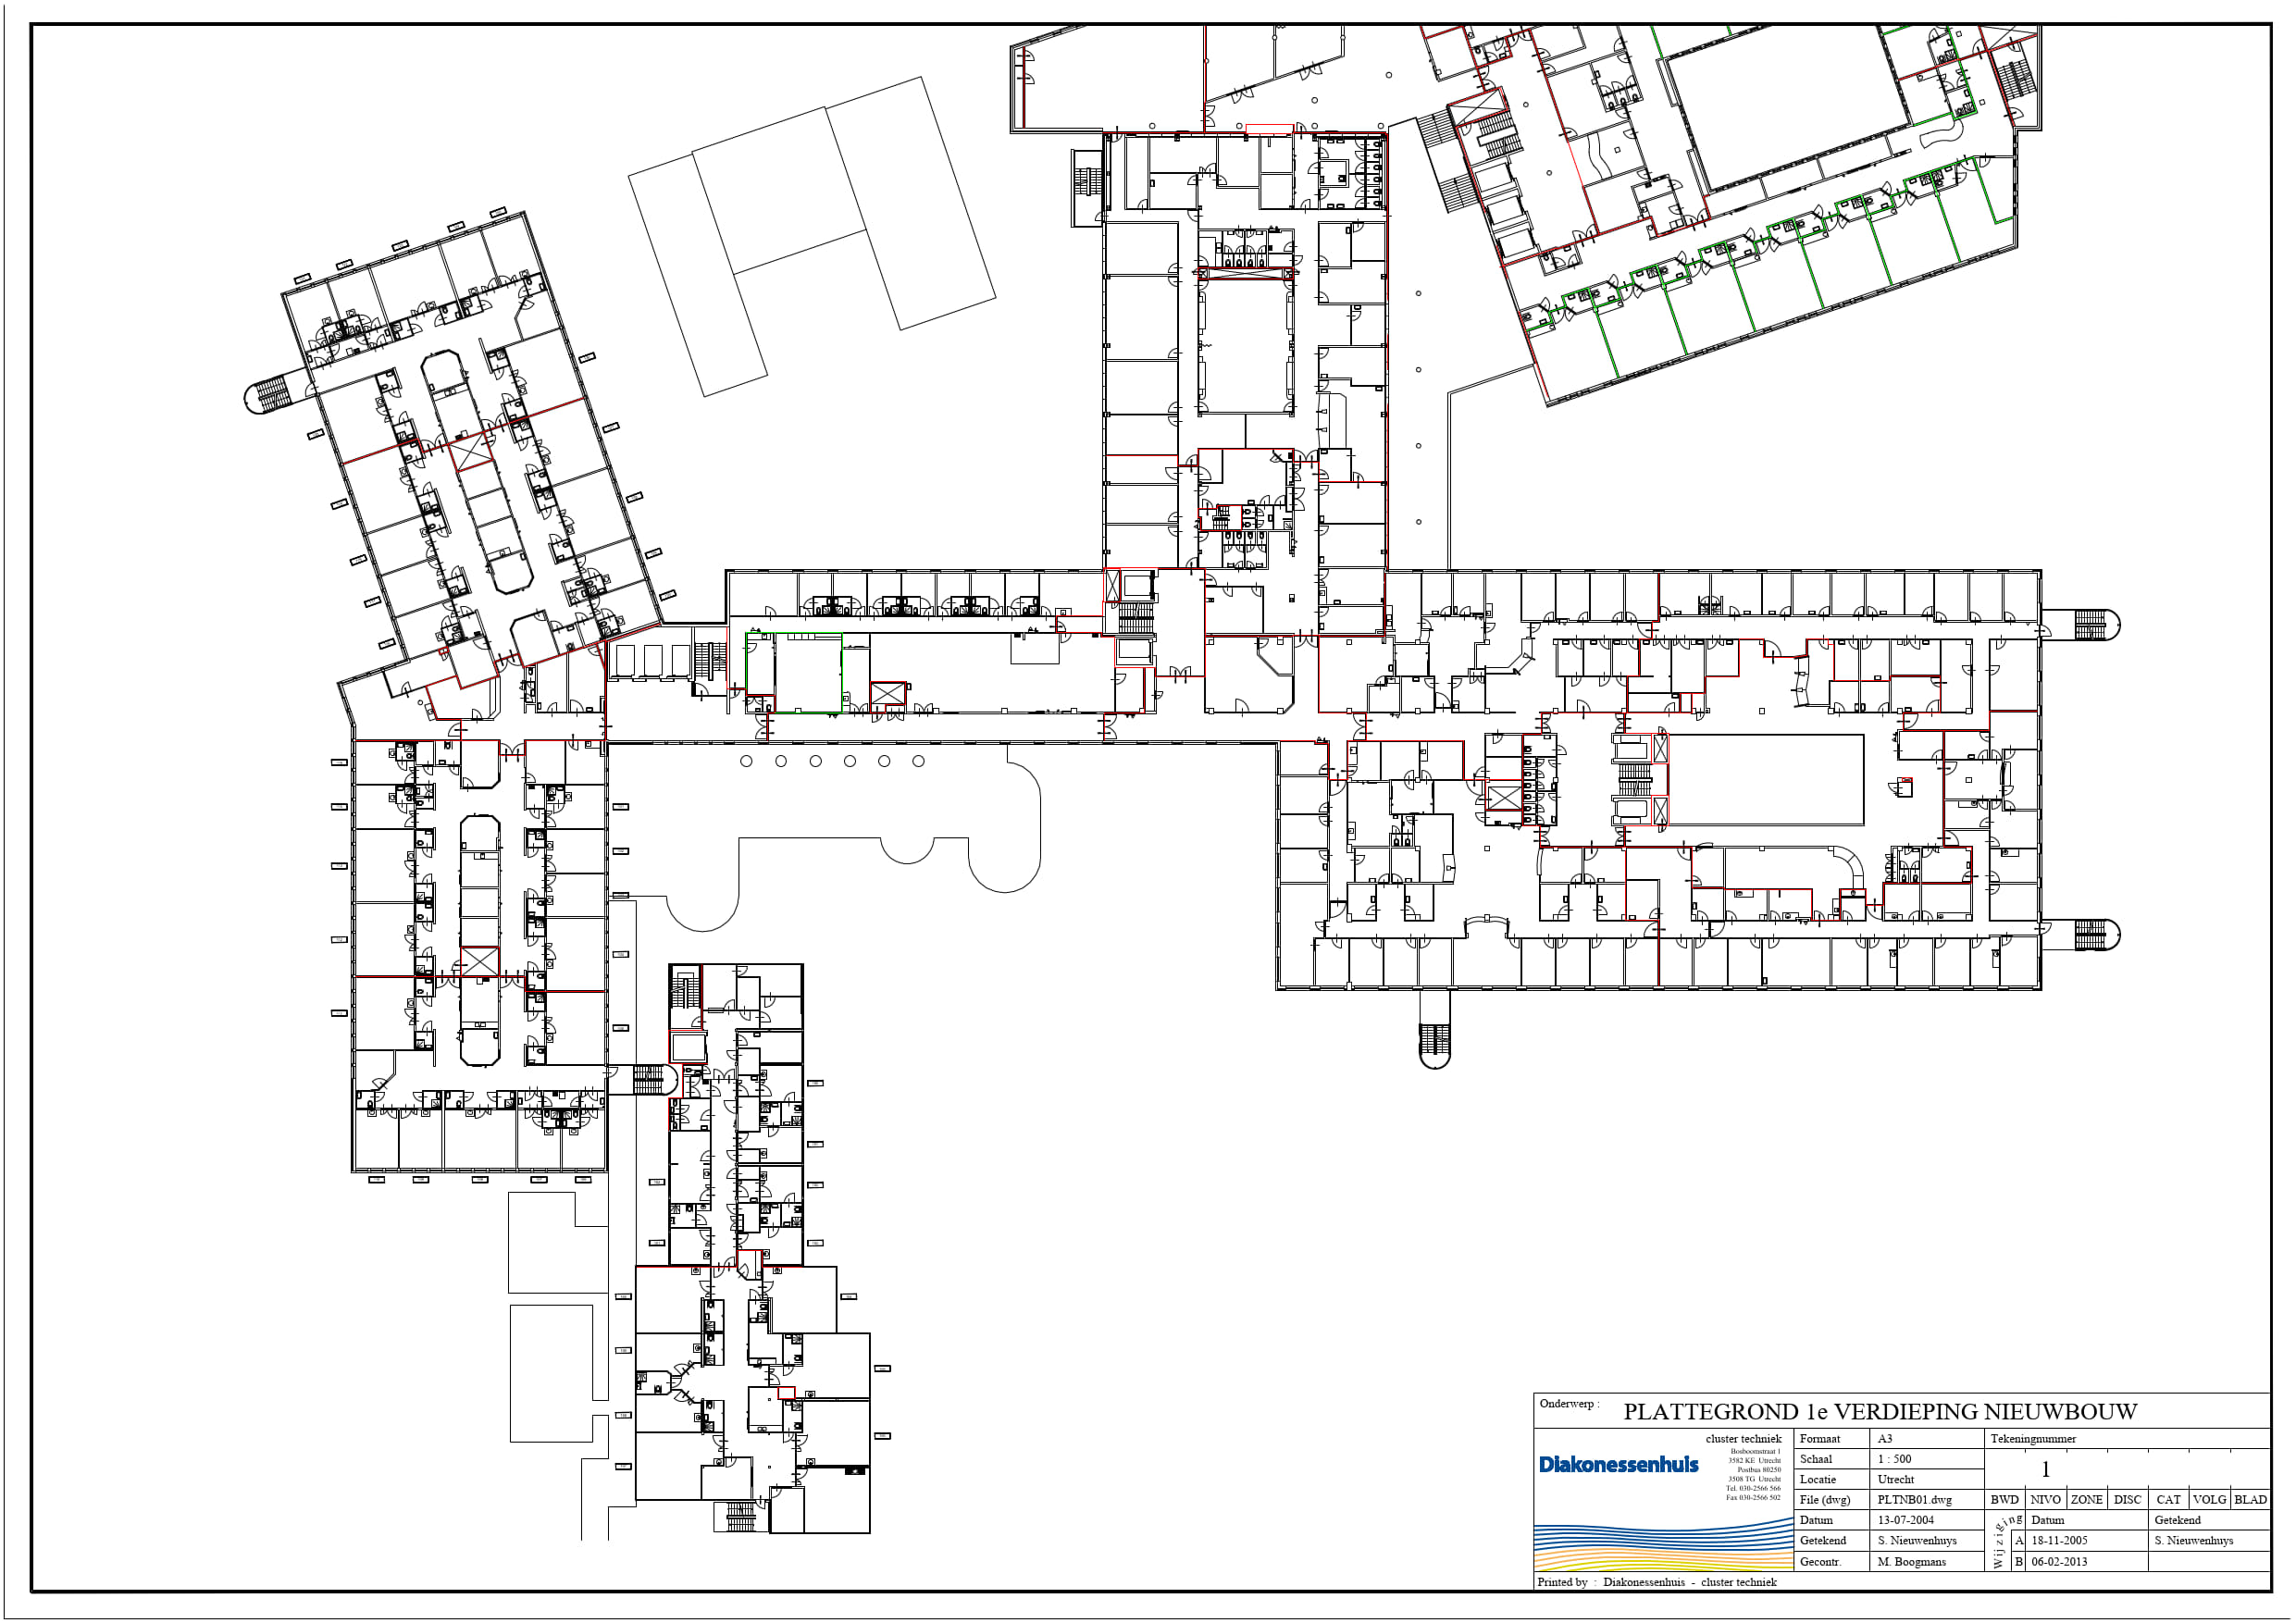 Onderwerp :
PLATTEGROND 1e VERDIEPING NIEUWBOUW
cluster techniek
Bosboomstraat 1
3582 KE Utrecht
Postbus 80250
3508 TG Utrecht
Tel. 030-2566 566
Fax 030-2566 502
Diakonessenhuis
Formaat A3
Schaal 1 : 500
Locatie Utrecht
File (dwg) PLTNB01.dwg
Datum 13-07-2004
Getekend S. Nieuwenhuys
Gecontr. M. Boogmans
Tekeningnummer
1
BWD NIVO ZONE DISC CAT VOLG BLAD
Wijziging Datum Getekend
A 18-11-2005 S. Nieuwenhuys
B 06-02-2013
Printed by : Diakonessenhuis - cluster techniek